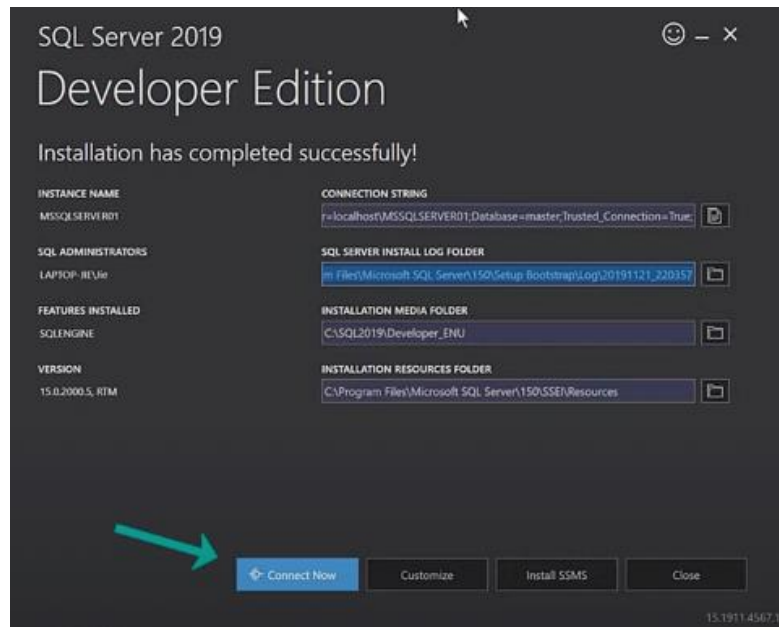 SQL Server 2019
Developer Edition
Installation has completed successfully!
INSTANCE NAME
MSSQLSERVER01
CONNECTION STRING
r=localhost\MSSQLSERVER01;Database=master;Trusted_Connection=True;
SQL ADMINISTRATORS
SQL SERVER INSTALL LOG FOLDER
m Files\Microsoft SQL Server\150\Setup Bootstrap\Log\20191121_220357
FEATURES INSTALLED
SQLENGINE
INSTALLATION MEDIA FOLDER
C:\SQL2019\Developer_ENU
VERSION
15.0.2000.5, RTM
INSTALLATION RESOURCES FOLDER
C:\Program Files\Microsoft SQL Server\150\SSEI\Resources
Connect Now
Customize
Install SSMS
Close